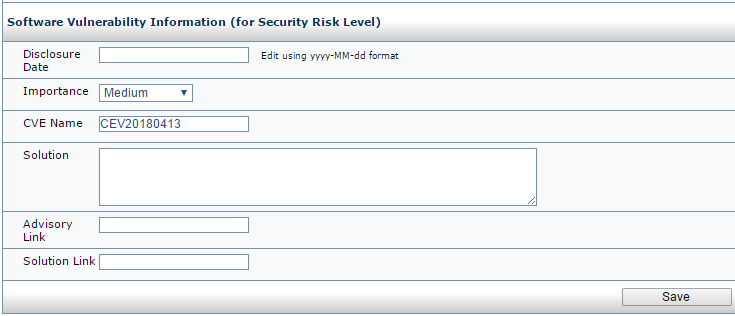 Software Vulnerability Information (for Security Risk Level)
Disclosure Date Edit using yyyy-MM-dd format
Importance Medium
CVE Name CEV20180413
Solution
Advisory Link
Solution Link
Save